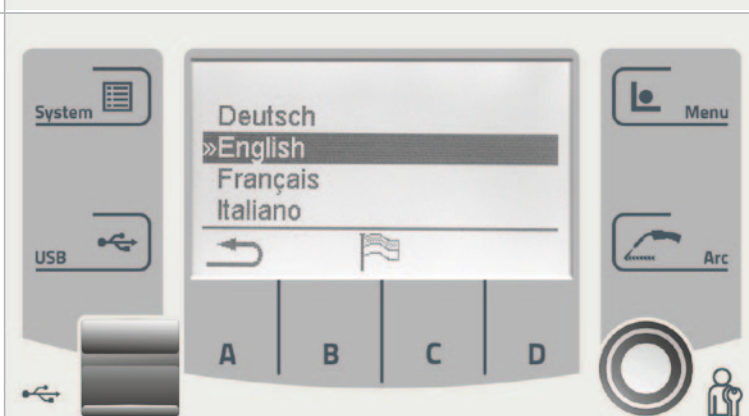 System
Menu
Deutsch
»English
Français
Italiano
USB
Arc
A B C D